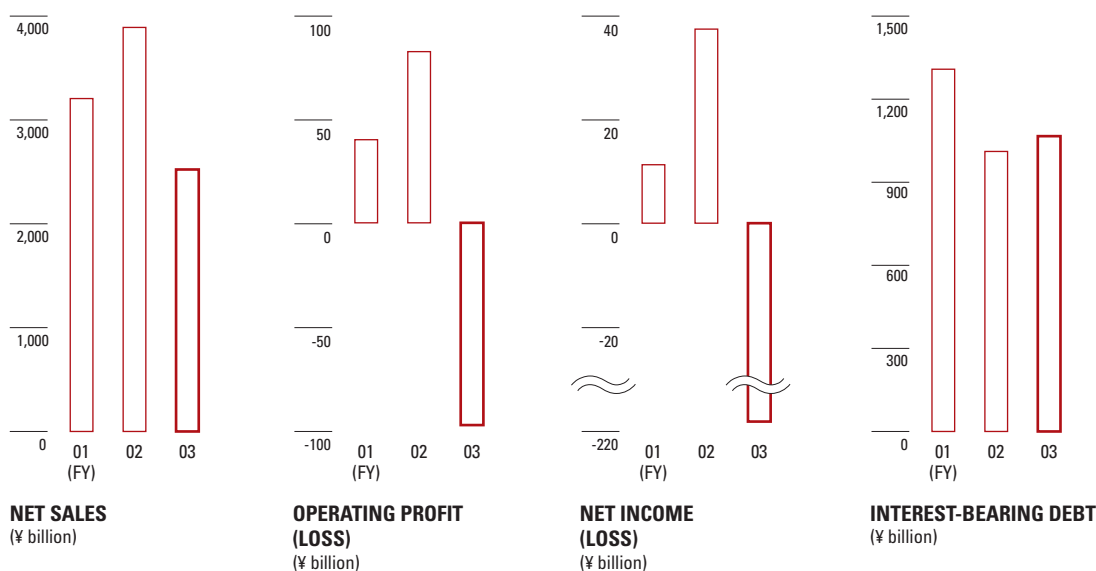 4,000
3,000
2,000
1,000
0
01
(FY)
02
03
NET SALES
(¥ billion)
100
50
0
-50
-100
01
(FY)
02
03
OPERATING PROFIT
(LOSS)
(¥ billion)
40
20
0
-20
-220
01
(FY)
02
03
NET INCOME
(LOSS)
(¥ billion)
1,500
1,200
900
600
300
0
01
(FY)
02
03
INTEREST-BEARING DEBT
(¥ billion)